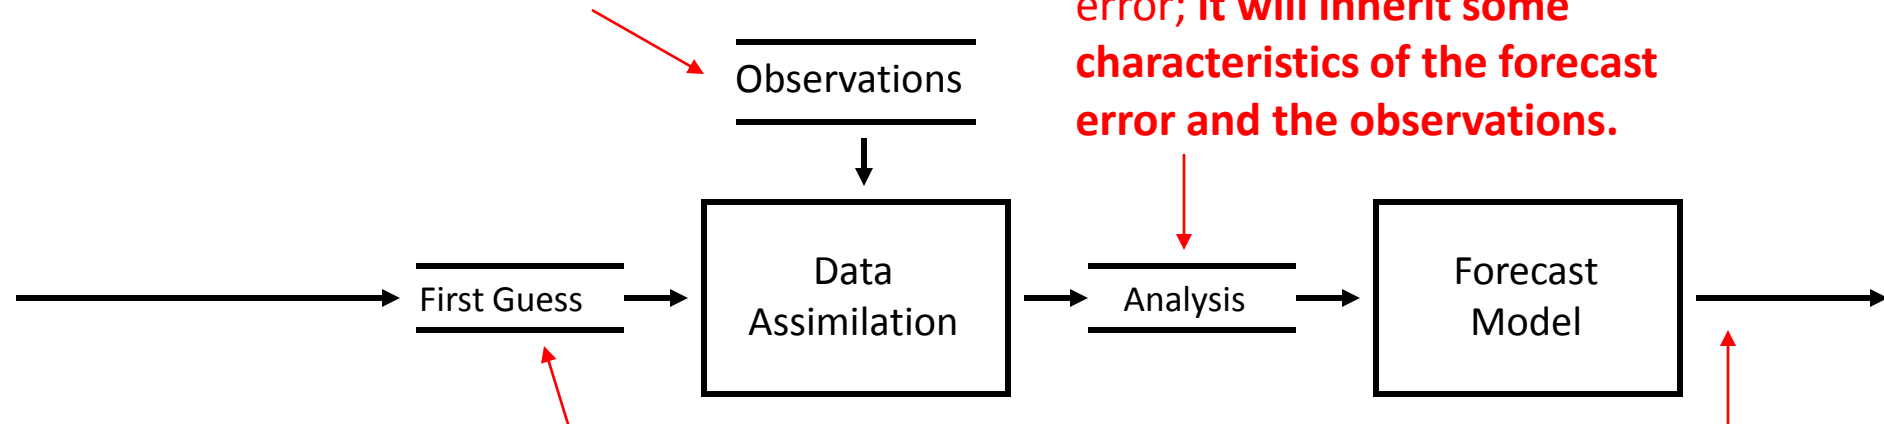 error; it will inherit some
characteristics of the forecast
error and the observations.
Observations
First Guess
Data
Assimilation
Analysis
Forecast
Model